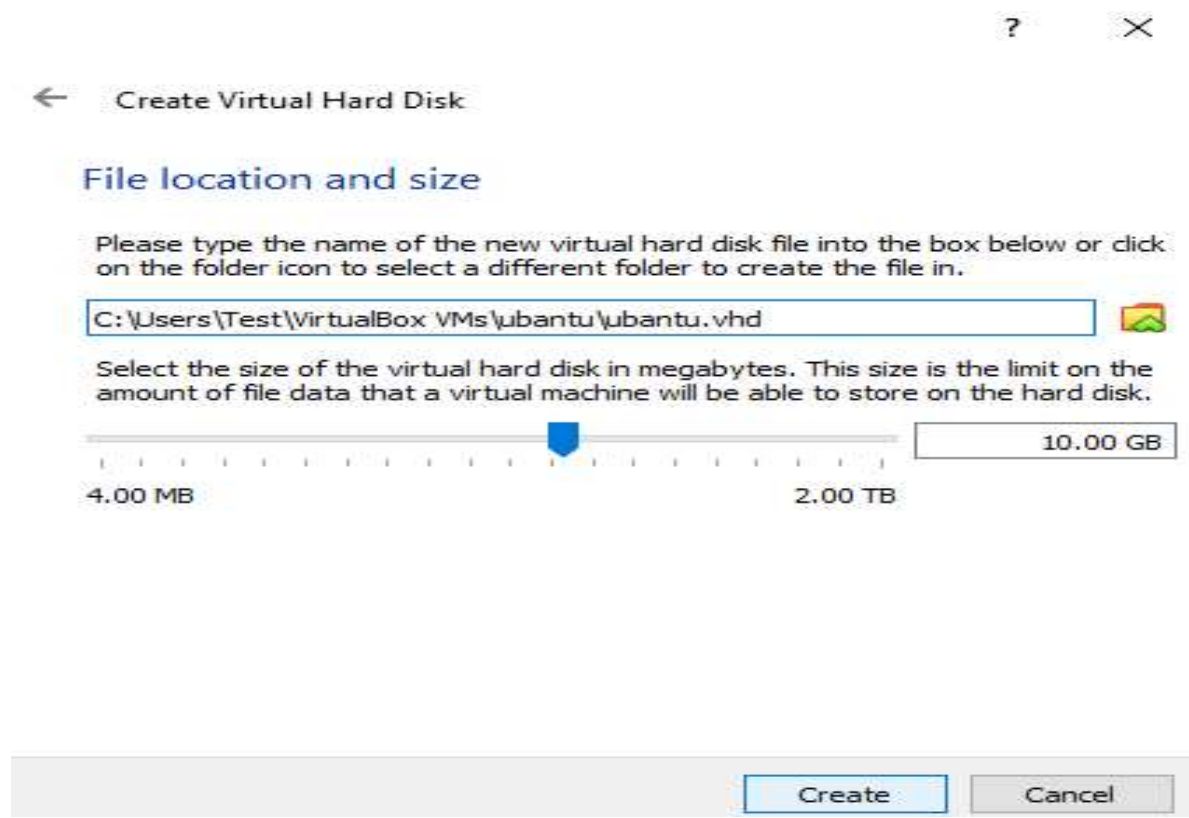 ?
Create Virtual Hard Disk
File location and size
Please type the name of the new virtual hard disk file into the box below or click
on the folder icon to select a different folder to create the file in.
C:\Users\Test\VirtualBox VMs\ubantu\ubantu.vhd
Select the size of the virtual hard disk in megabytes. This size is the limit on the
amount of file data that a virtual machine will be able to store on the hard disk.
10.00 GB
4.00 MB 2.00 TB
Create Cancel